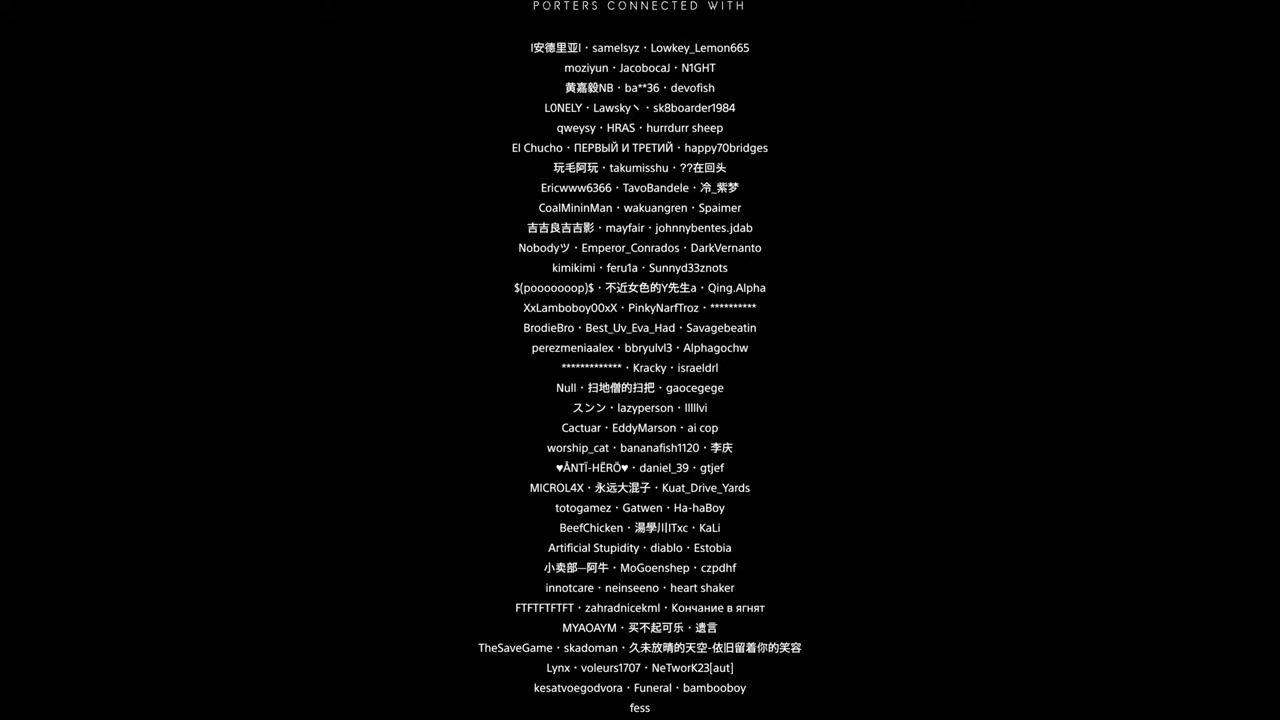 PORTERS CONNECTED WITH
|安德里亚|・samelsyz・Lowkey_Lemon665
moziyun・JacobocaJ・N1GHT
黄嘉毅NB・ba**36・devofish
L0NELY・Lawsky丶・sk8boarder1984
qweysy・HRAS・hurrdurr sheep
El Chucho・ПЕРВЫЙ И ТРЕТИЙ・happy70bridges
玩毛阿玩・takumisshu・??在回头
Ericwww6366・TavoBandele・冷_紫梦
CoalMininMan・wakuangren・Spaimer
吉吉良吉吉影・mayfair・johnnybentes.jdab
Nobodyツ・Emperor_Conrados・DarkVernanto
kimikimi・feru1a・Sunnyd33znots
$(pooooooop)$・不近女色的Y先生a・Qing.Alpha
XxLamboboy00xX・PinkyNarfTroz・**********
BrodieBro・Best_Uv_Eva_Had・Savagebeatin
perezmeniaalex・bbryulvl3・Alphagochw
*************・Kracky・israeldrl
Null・扫地僧的扫把・gaocegege
スンン・lazyperson・lllllvi
Cactuar・EddyMarson・ai cop
worship_cat・bananafish1120・李庆
♥ÅNTÏ-HËRÖ♥・daniel_39・gtjef
MICROL4X・永远大混子・Kuat_Drive_Yards
totogamez・Gatwen・Ha-haBoy
BeefChicken・湯學川ITxc・KaLi
Artificial Stupidity・diablo・Estobia
小卖部—阿牛・MoGoenshep・czpdhf
innotcare・neinseeno・heart shaker
FTFTFTFTFT・zahradnicekml・Кончание в ягнят
MYAOAYM・买不起可乐・遗言
TheSaveGame・skadoman・久未放晴的天空-依旧留着你的笑容
Lynx・voleurs1707・NeTworK23[aut]
kesatvoegodvora・Funeral・bambooboy
fess